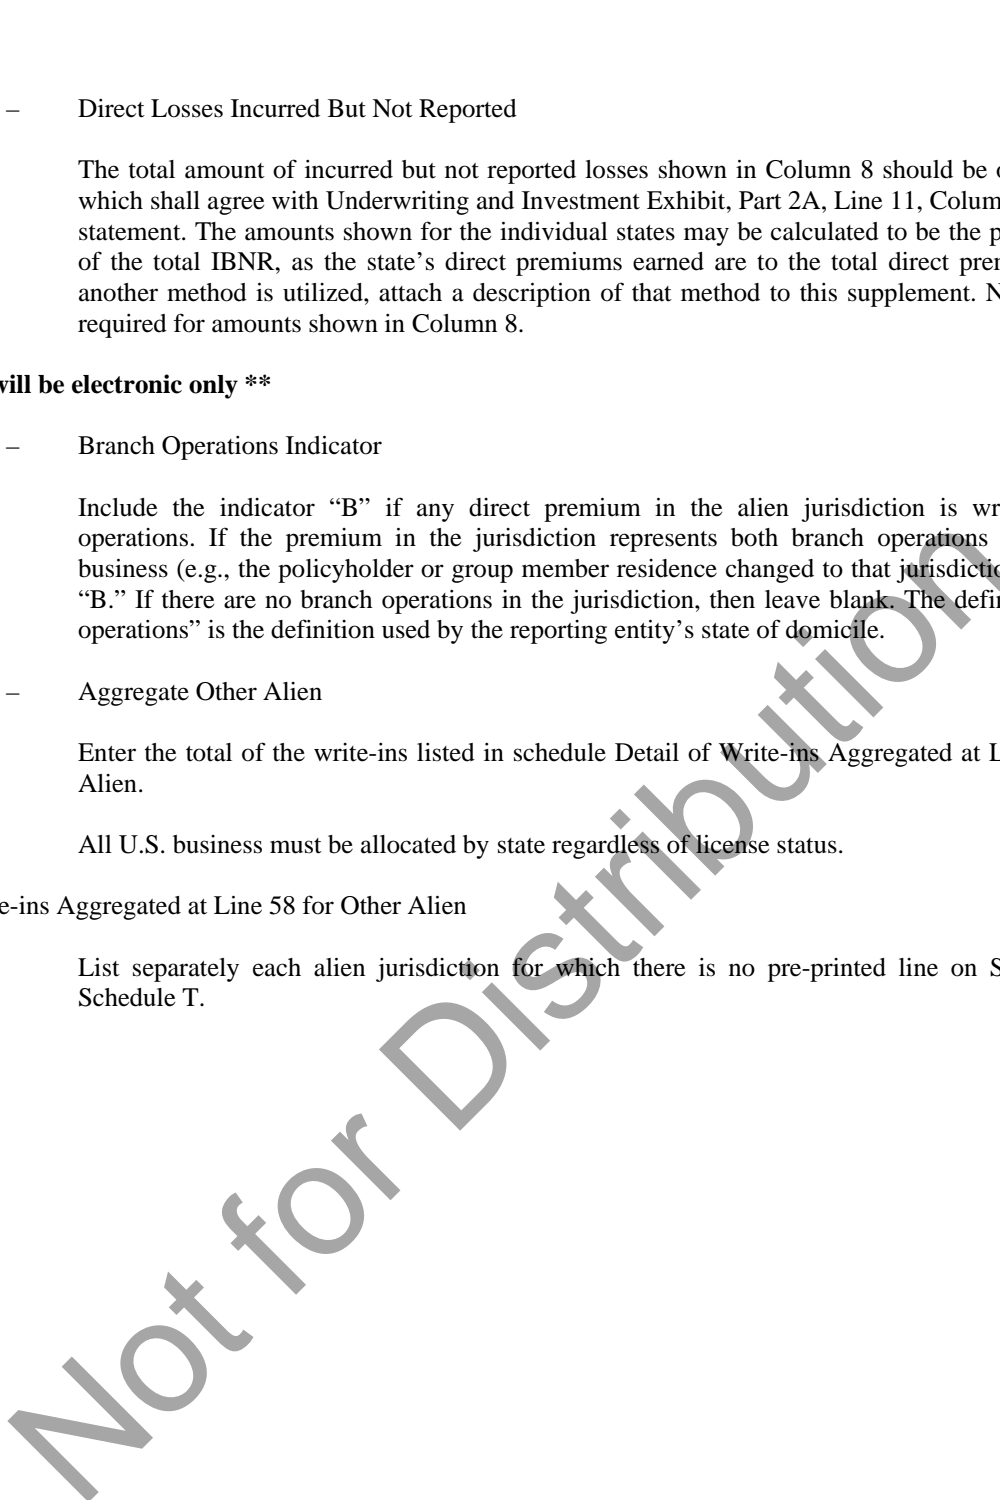 – Direct Losses Incurred But Not Reported
The total amount of incurred but not reported losses shown in Column 8 should be
which shall agree with Underwriting and Investment Exhibit, Part 2A, Line 11,
statement. The amounts shown for the individual states may be calculated to be the
of the total IBNR, as the state’s direct premiums earned are to the total direct
another method is utilized, attach a description of that method to this supplement.
required for amounts shown in Column 8.
will be electronic only **
– Branch Operations Indicator
Include the indicator “B” if any direct premium in the alien jurisdiction is
operations. If the premium in the jurisdiction represents both branch operations
business (e.g., the policyholder or group member residence changed to that
“B.” If there are no branch operations in the jurisdiction, then leave blank. The
operations” is the definition used by the reporting entity’s state of domicile.
– Aggregate Other Alien
Enter the total of the write-ins listed in schedule Detail of Write-ins Aggregated at
Alien.
All U.S. business must be allocated by state regardless of license status.
e-ins Aggregated at Line 58 for Other Alien
List separately each alien jurisdiction for which there is no pre-printed line on
Schedule T.
Not for Distribution